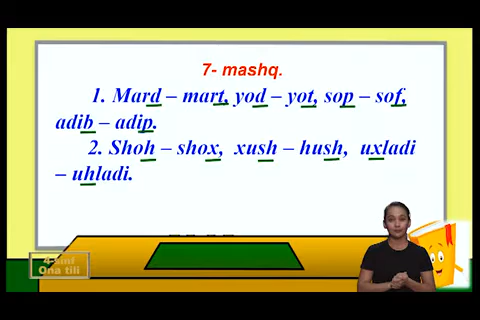 7- mashq.
1. Mard – mart, yod – yot, sop – sof,
adib – adip.
2. Shoh – shox, xush – hush, uxladi
– uhladi.
4-sinf
Ona tili